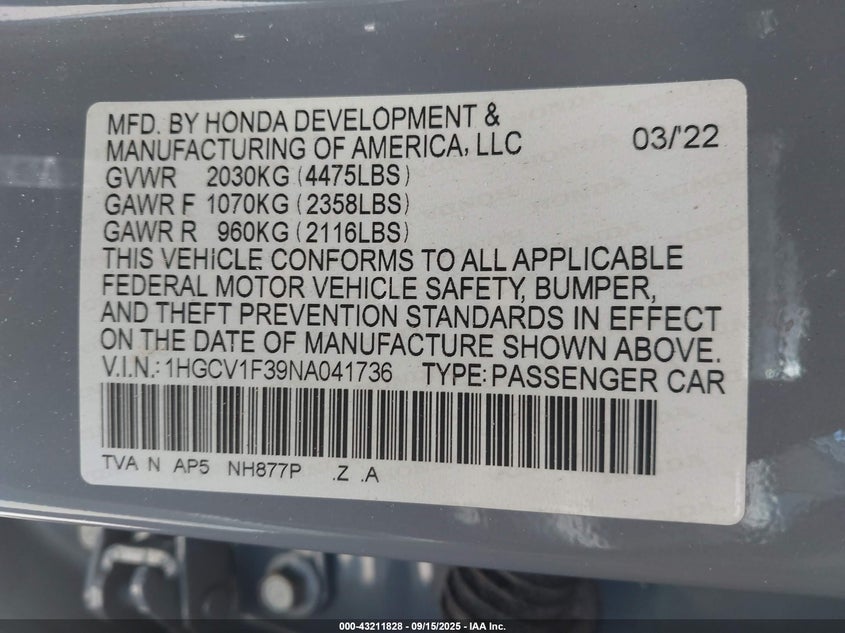 MFD. BY HONDA DEVELOPMENT &
MANUFACTURING OF AMERICA, LLC 03/'22
GVWR 2030KG (4475LBS)
GAWR F 1070KG (2358LBS)
GAWR R 960KG (2116LBS)
THIS VEHICLE CONFORMS TO ALL APPLICABLE
FEDERAL MOTOR VEHICLE SAFETY, BUMPER,
AND THEFT PREVENTION STANDARDS IN EFFECT
ON THE DATE OF MANUFACTURE SHOWN ABOVE.
V.I.N.: 1HGCV1F39NA041736 TYPE: PASSENGER CAR
TVA N AP5 NH877P .Z .A
000-43211828 - 09/15/2025 - IAA Inc.